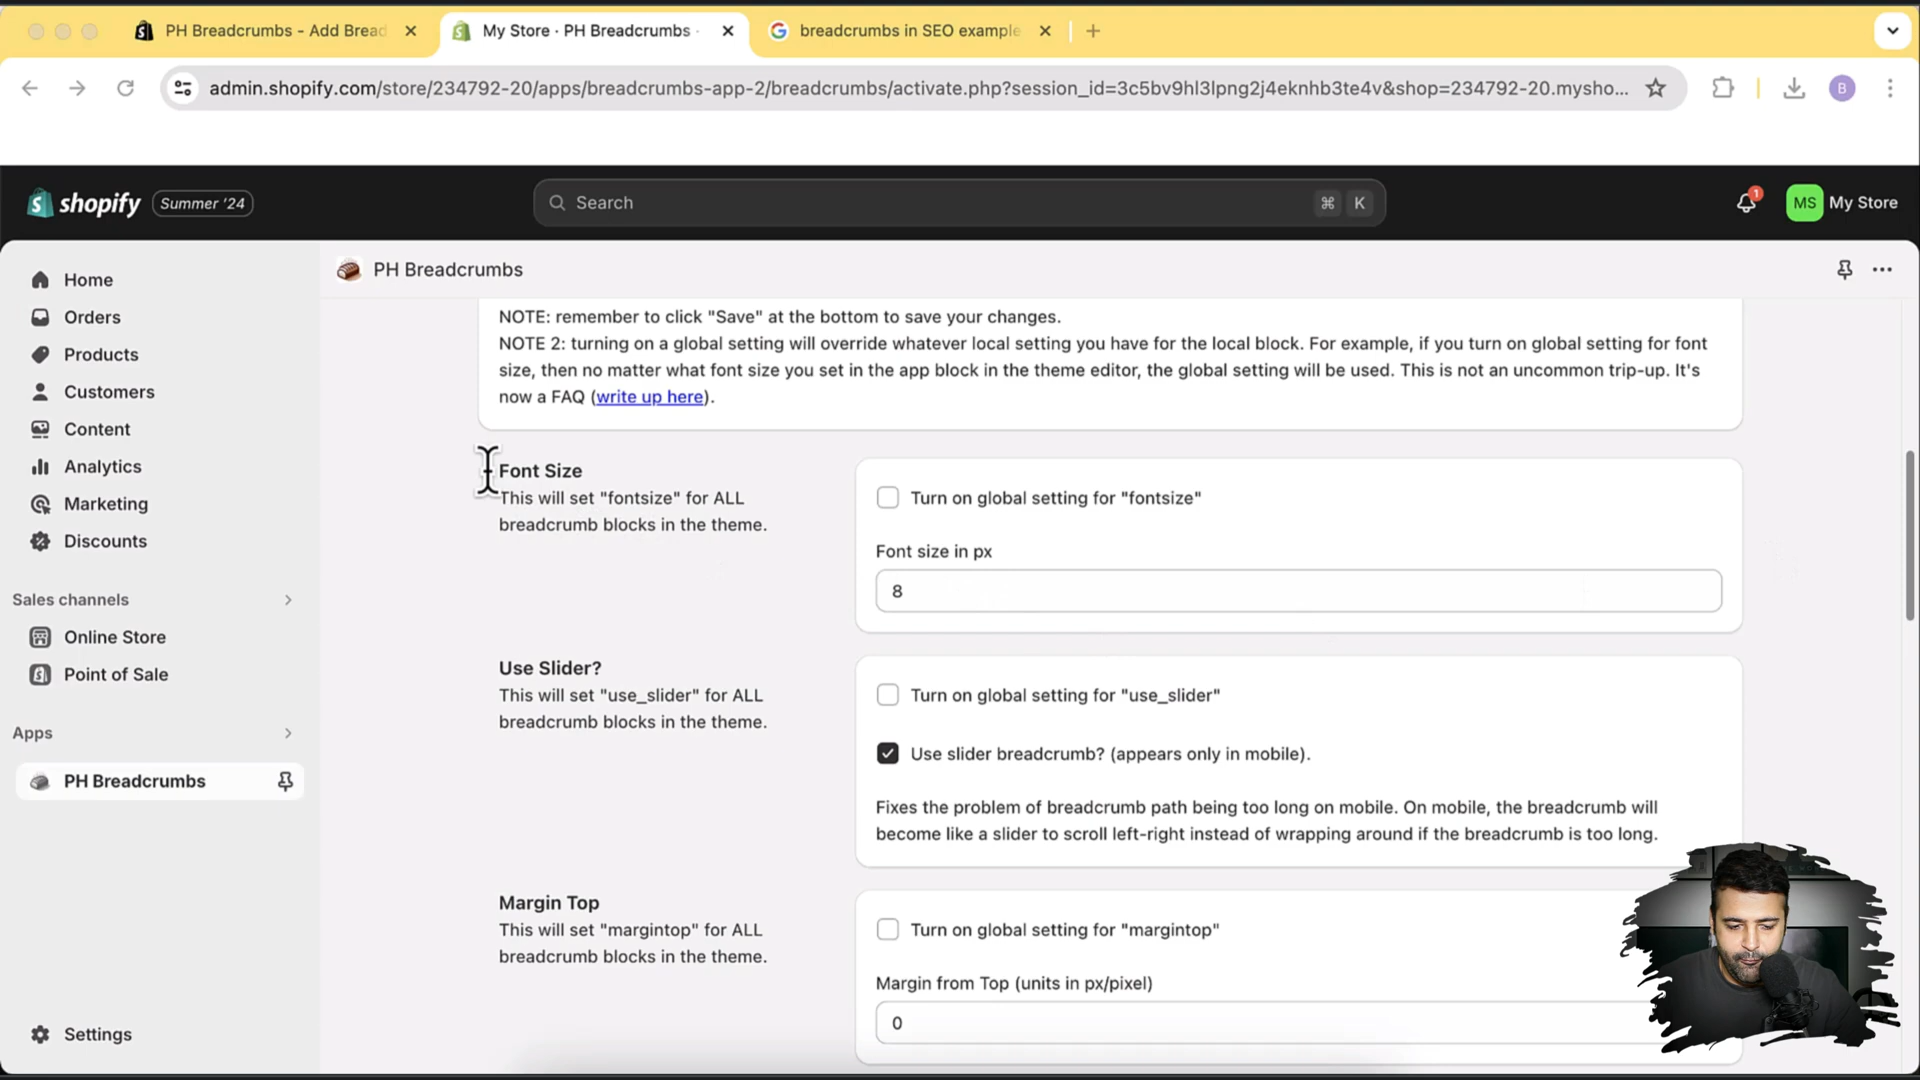 PH Breadcrumbs - Add Bread
My Store · PH Breadcrumbs ·
breadcrumbs in SEO example
admin.shopify.com/store/234792-20/apps/breadcrumbs-app-2/breadcrumbs/activate.php?session_id=3c5bv9hl3lpng2j4eknhb3te4v&shop=234792-20.mysho...
B
shopify
Summer '24
Search
⌘ K
1
MS
My Store
Home
Orders
Products
Customers
Content
Analytics
Marketing
Discounts
Sales channels
Online Store
Point of Sale
Apps
PH Breadcrumbs
Settings
PH Breadcrumbs
NOTE: remember to click "Save" at the bottom to save your changes.
NOTE 2: turning on a global setting will override whatever local setting you have for the local block. For example, if you turn on global setting for font
size, then no matter what font size you set in the app block in the theme editor, the global setting will be used. This is not an uncommon trip-up. It's
now a FAQ (write up here).
Font Size
This will set "fontsize" for ALL
breadcrumb blocks in the theme.
Turn on global setting for "fontsize"
Font size in px
8
Use Slider?
This will set "use_slider" for ALL
breadcrumb blocks in the theme.
Turn on global setting for "use_slider"
Use slider breadcrumb? (appears only in mobile).
Fixes the problem of breadcrumb path being too long on mobile. On mobile, the breadcrumb will
become like a slider to scroll left-right instead of wrapping around if the breadcrumb is too long.
Margin Top
This will set "margintop" for ALL
breadcrumb blocks in the theme.
Turn on global setting for "margintop"
Margin from Top (units in px/pixel)
0